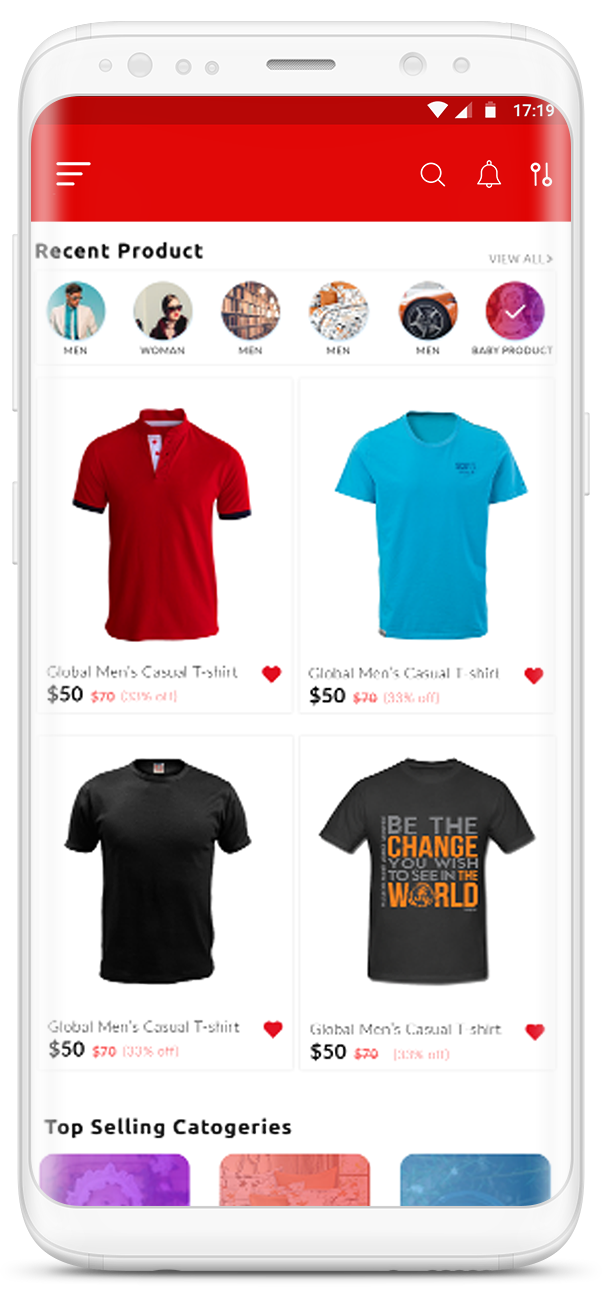 17:19
Recent Product
VIEW ALL>
MEN
WOMAN
MEN
MEN
MEN
BABY PRODUCT
Global Men's Casual T-shirt
$50 $70 (33% off)
Global Men's Casual T-shirt
$50 $70 (33% off)
BE THE
CHANGE
YOU WISH
TO SEE IN THE
WORLD
Global Men's Casual T-shirt
$50 $70 (33% off)
Global Men's Casual T-shirt
$50 $70 (33% off)
Top Selling Catogeries